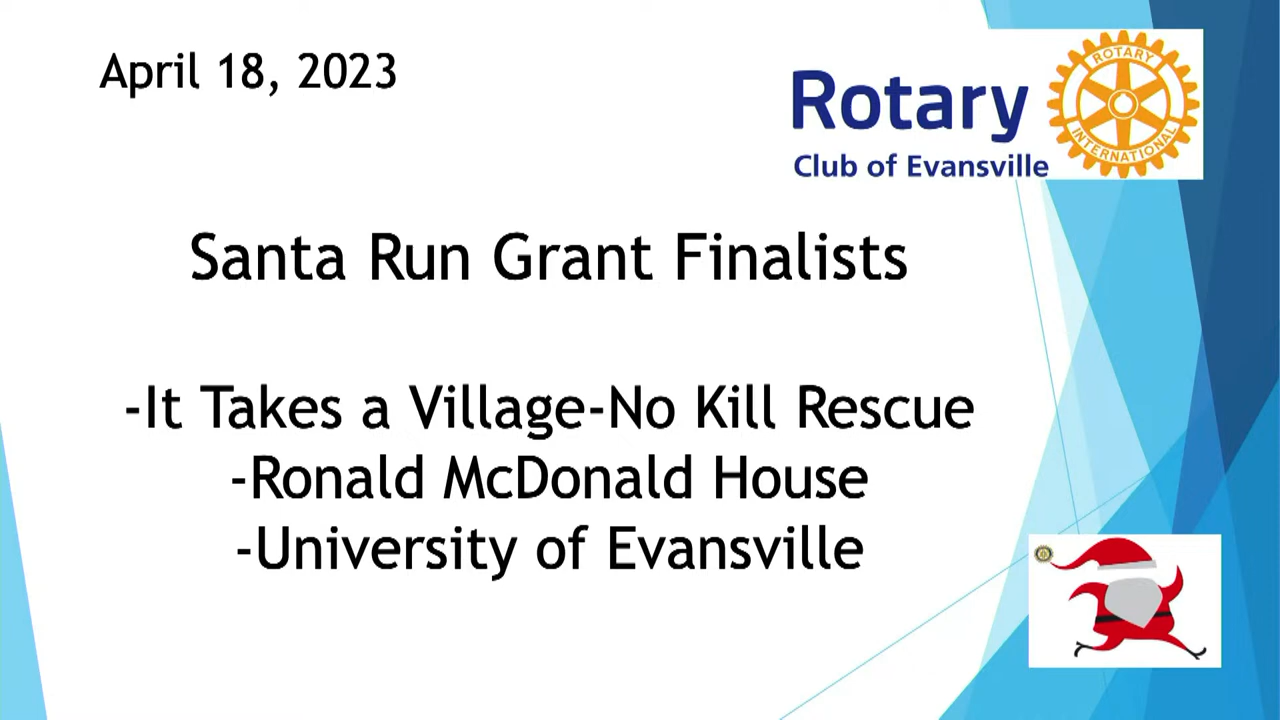 April 18, 2023
Rotary
Club of Evansville
ROTARY
INTERNATIONAL
Santa Run Grant Finalists
-It Takes a Village-No Kill Rescue
-Ronald McDonald House
-University of Evansville